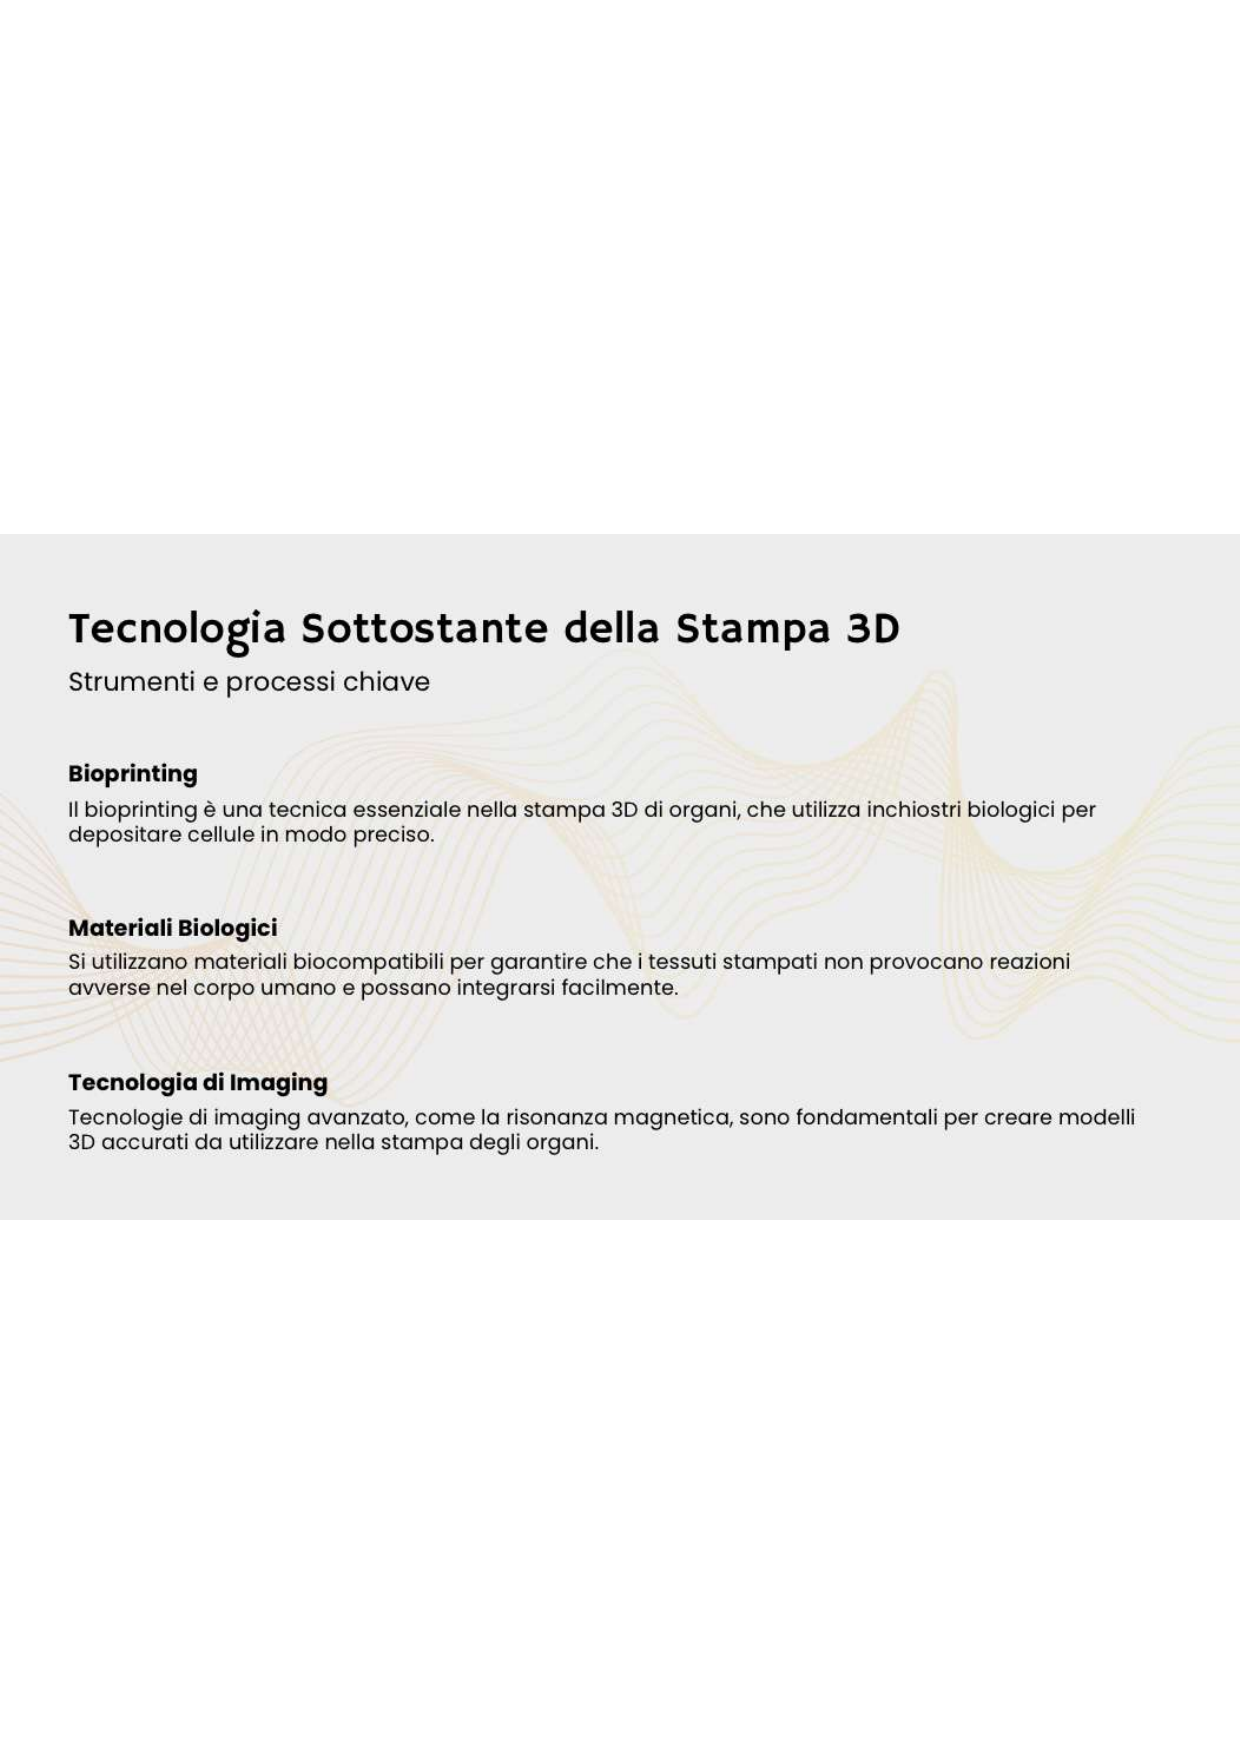 Tecnologia Sottostante della Stampa 3D
Strumenti e processi chiave
Bioprinting
Il bioprinting è una tecnica essenziale nella stampa 3D di organi, che utilizza inchiostri biologici per
depositare cellule in modo preciso.
Materiali Biologici
Si utilizzano materiali biocompatibili per garantire che i tessuti stampati non provocano reazioni
avverse nel corpo umano e possano integrarsi facilmente.
Tecnologia di Imaging
Tecnologie di imaging avanzato, come la risonanza magnetica, sono fondamentali per creare modelli
3D accurati da utilizzare nella stampa degli organi.